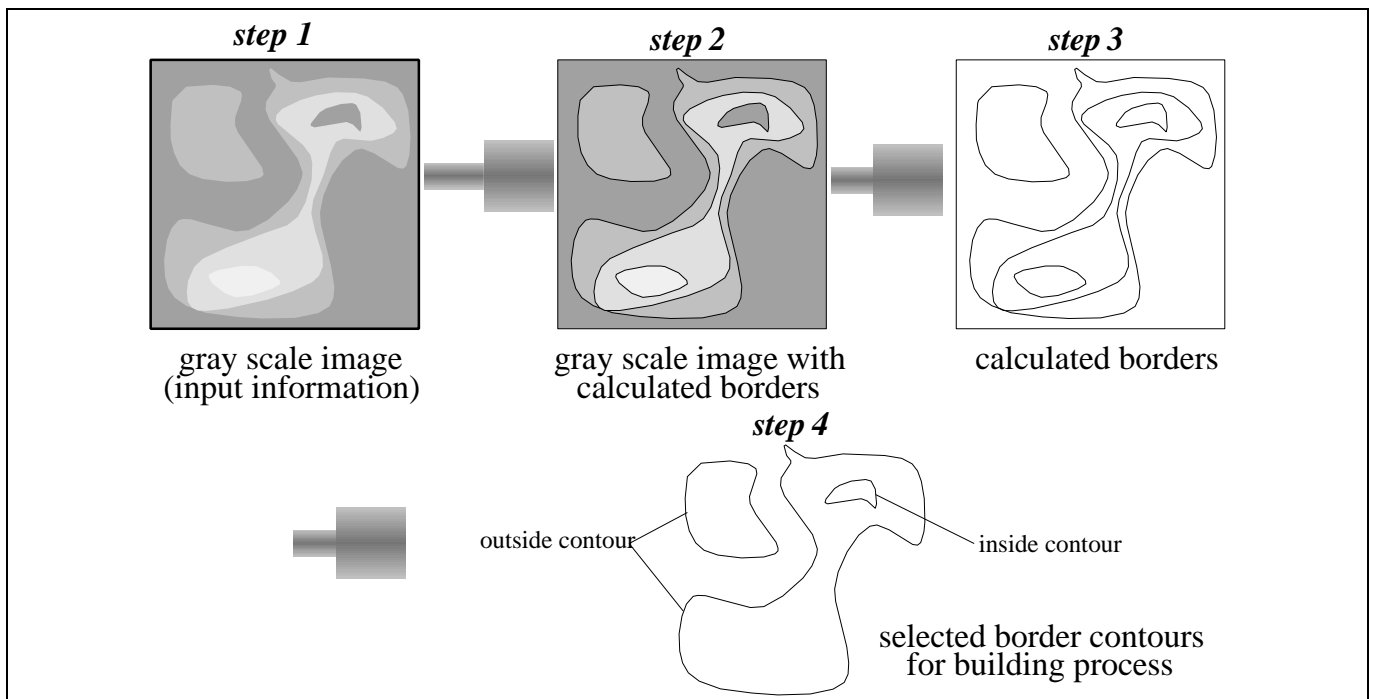 step 1
step 2
step 3
gray scale image
(input information)
gray scale image with
calculated borders
calculated borders
step 4
outside contour
inside contour
selected border contours
for building process